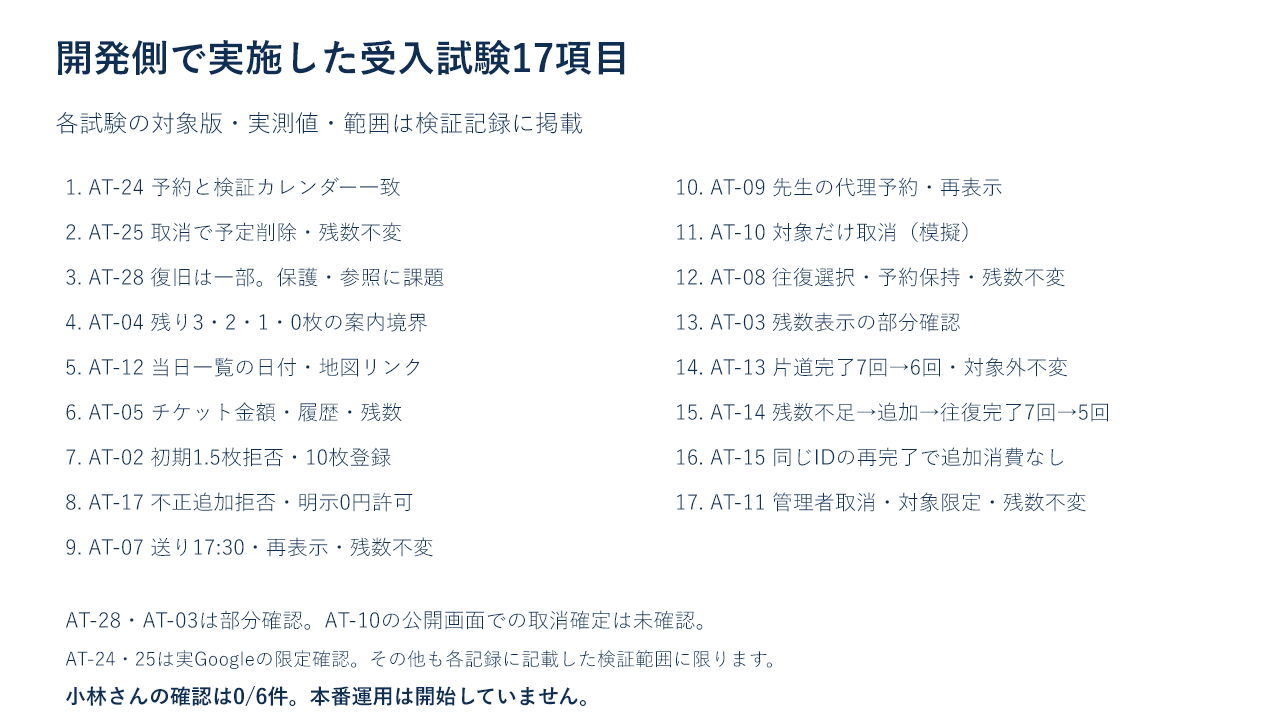 開発側で実施した受入試験17項目
各試験の対象版・実測値・範囲は検証記録に掲載
1. AT-24 予約と検証カレンダー一致
2. AT-25 取消で予定削除・残数不変
3. AT-28 復旧は一部。保護・参照に課題
4. AT-04 残り3・2・1・0枚の案内境界
5. AT-12 当日一覧の日付・地図リンク
6. AT-05 チケット金額・履歴・残数
7. AT-02 初期1.5枚拒否・10枚登録
8. AT-17 不正追加拒否・明示0円許可
9. AT-07 送り17:30・再表示・残数不変
10. AT-09 先生の代理予約・再表示
11. AT-10 対象だけ取消（模擬）
12. AT-08 往復選択・予約保持・残数不変
13. AT-03 残数表示の部分確認
14. AT-13 片道完了7回→6回・対象外不変
15. AT-14 残数不足→追加→往復完了7回→5回
16. AT-15 同じIDの再完了で追加消費なし
17. AT-11 管理者取消・対象限定・残数不変
AT-28・AT-03は部分確認。AT-10の公開画面での取消確定は未確認。
AT-24・25は実Googleの限定確認。その他も各記録に記載した検証範囲に限ります。
小林さんの確認は0/6件。本番運用は開始していません。